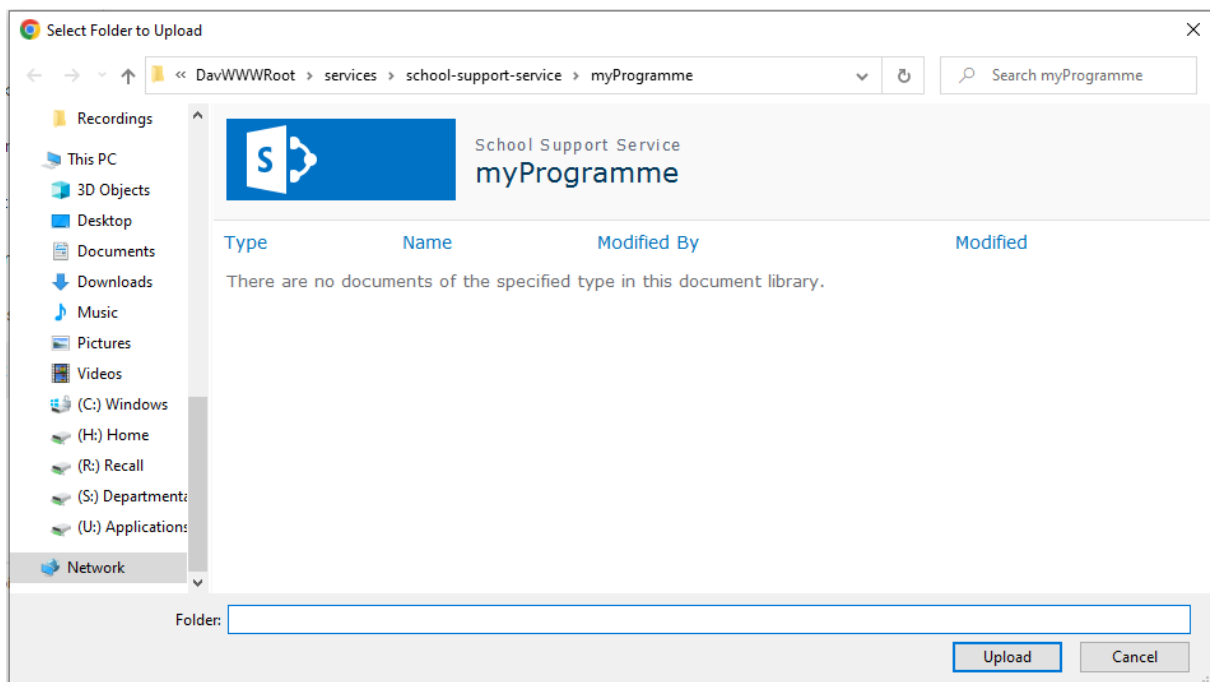 Select Folder to Upload
« DavWWWRoot › services › school-support-service › myProgramme
Search myProgramme
Recordings
This PC
3D Objects
Desktop
Documents
Downloads
Music
Pictures
Videos
(C:) Windows
(H:) Home
(R:) Recall
(S:) Departmenta
(U:) Applications
Network
S
School Support Service
myProgramme
Type Name Modified By Modified
There are no documents of the specified type in this document library.
Folder:
Upload Cancel